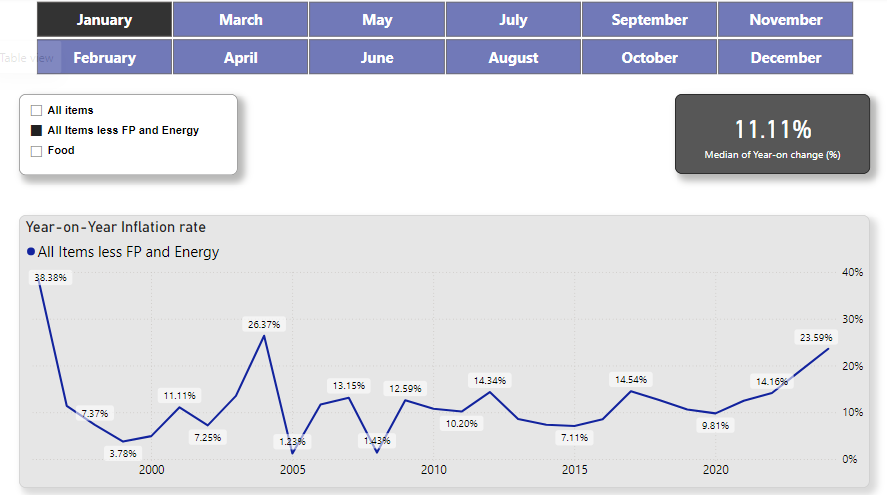 January March May July September November
Table view
February April June August October December
All items
All Items less FP and Energy
Food
11.11%
Median of Year-on change (%)
Year-on-Year Inflation rate
All Items less FP and Energy
38.38%
40%
30%
26.37%
23.59%
20%
14.54%
14.16%
14.34%
13.15%
12.59%
11.11%
10%
7.37%
10.20%
9.81%
7.25%
7.11%
1.23%
1.43%
3.78%
0%
2000 2005 2010 2015 2020